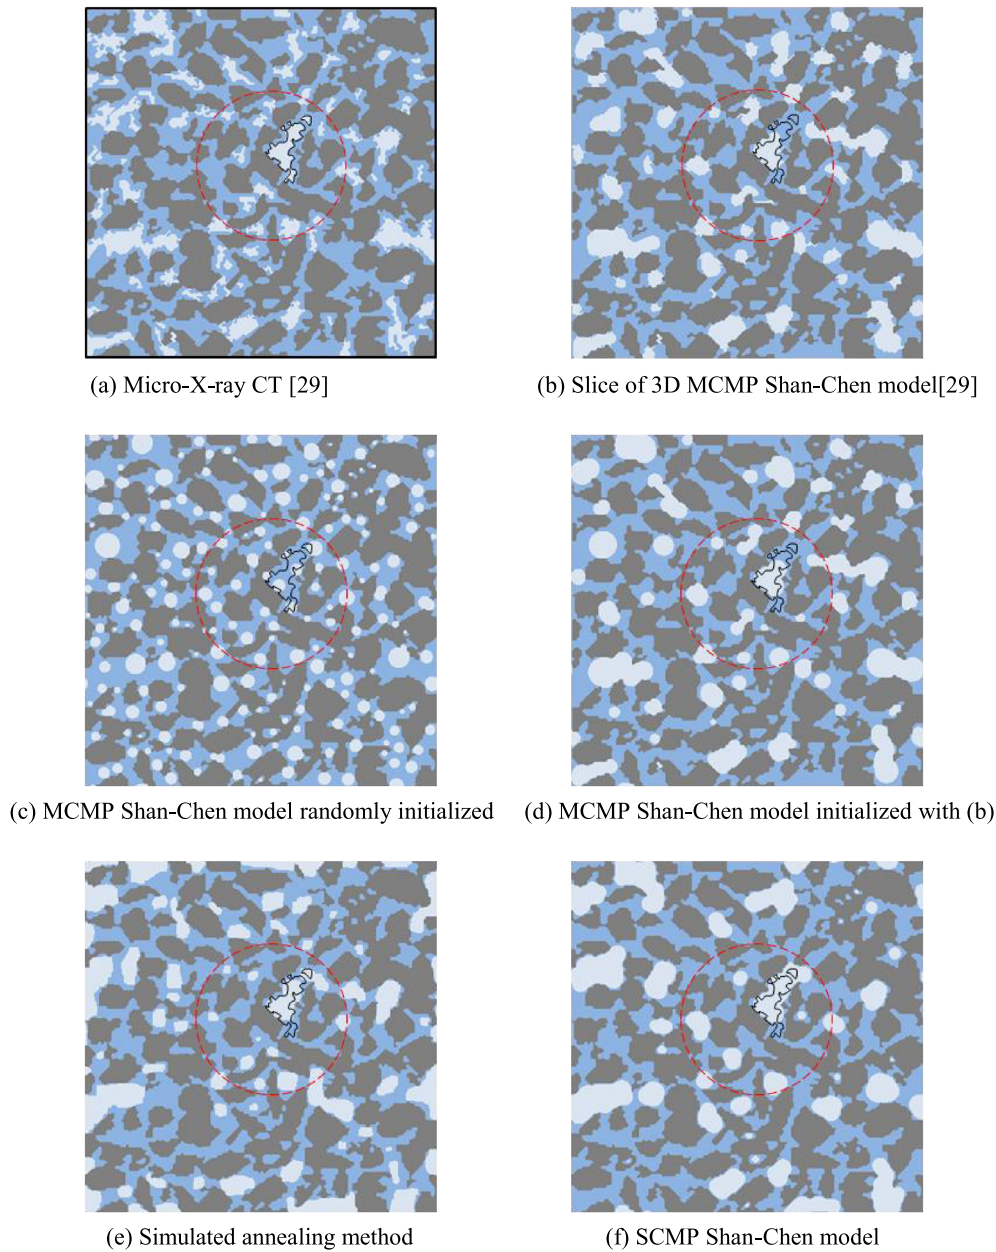 (a) Micro-X-ray CT [29]
(b) Slice of 3D MCMP Shan-Chen model[29]
(c) MCMP Shan-Chen model randomly initialized
(d) MCMP Shan-Chen model initialized with (b)
(e) Simulated annealing method
(f) SCMP Shan-Chen model